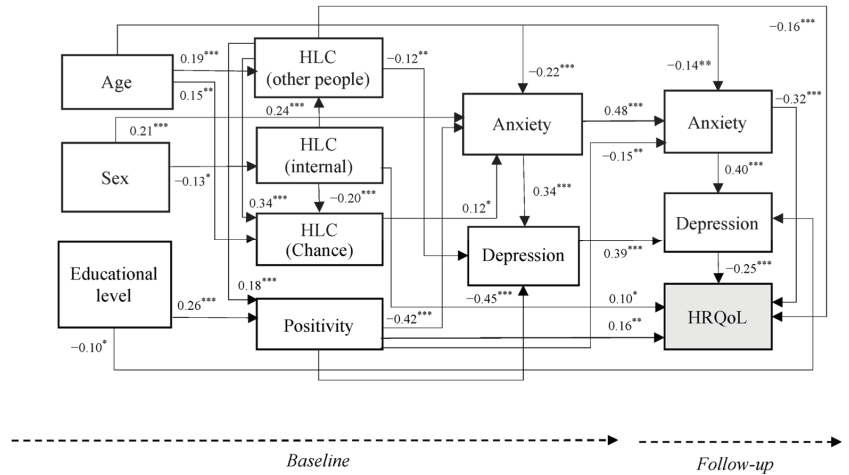 −0.16***
0.19***
HLC
(other people)
−0.12**
Age
−0.22***
−0.14**
0.15**
−0.32***
0.24***
0.21***
Anxiety
0.48***
Anxiety
HLC
(internal)
−0.15**
Sex
−0.13*
0.40***
−0.20***
0.34***
0.34***
0.12*
HLC
(Chance)
Depression
Depression
0.39***
Educational
level
−0.25***
0.18***
−0.45***
0.10*
0.26***
Positivity
−0.42***
0.16**
HRQoL
−0.10*
Baseline
Follow-up